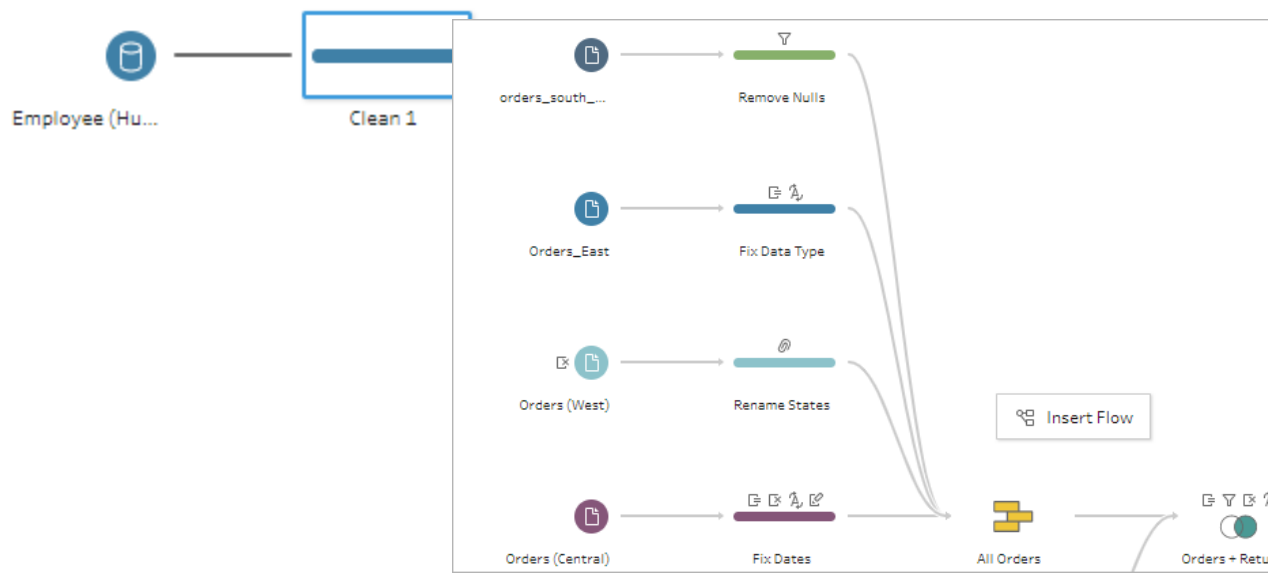 Employee (Hu...
Clean 1
orders_south_...
Remove Nulls
Orders_East
Fix Data Type
Orders (West)
Rename States
Insert Flow
Orders (Central)
Fix Dates
All Orders
Orders + Retu